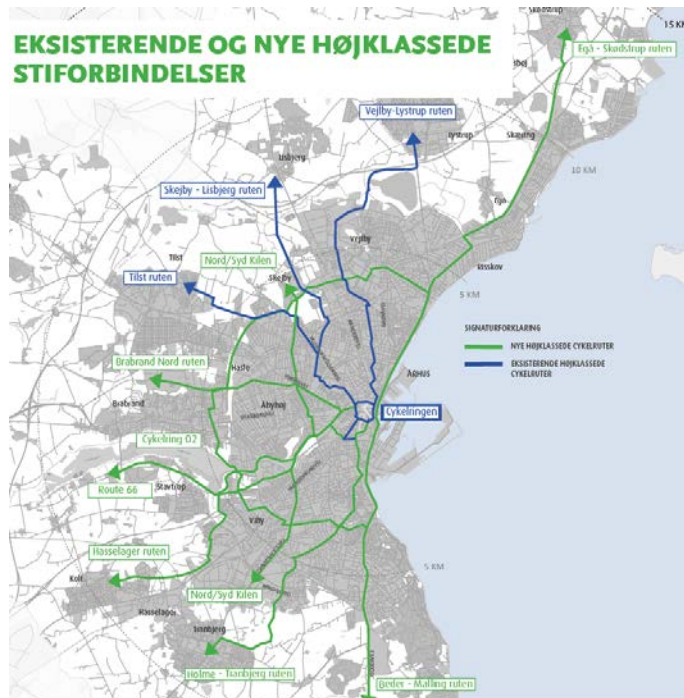 EKSISTERENDE OG NYE HØJKLASSEDE
STIFORBINDELSER
15 KM
Egå - Skødstrup ruten
Vejlby-Lystrup ruten
Lystrup
Skæring
Lisbjerg
10 KM
Skejby - Lisbjerg ruten
Egå
Vejlby
Tilst
Nord/Syd Kilen
Skejby
Risskov
Tilst ruten
5 KM
SIGNATURFORKLARING
NYE HØJKLASSEDE CYKELRUTER
EKSISTERENDE HØJKLASSEDE
CYKELRUTER
Brabrand Nord ruten
Hasle
ÅRHUS
Brabrand
Åbyhøj
Cykelringen
Cykelring O2
Route 66
Stavtrup
Viby
Hasselager ruten
5 KM
Kolt
Nord/Syd Kilen
Hasselager
Tranbjerg
Holme - Tranbjerg ruten
Beder - Malling ruten